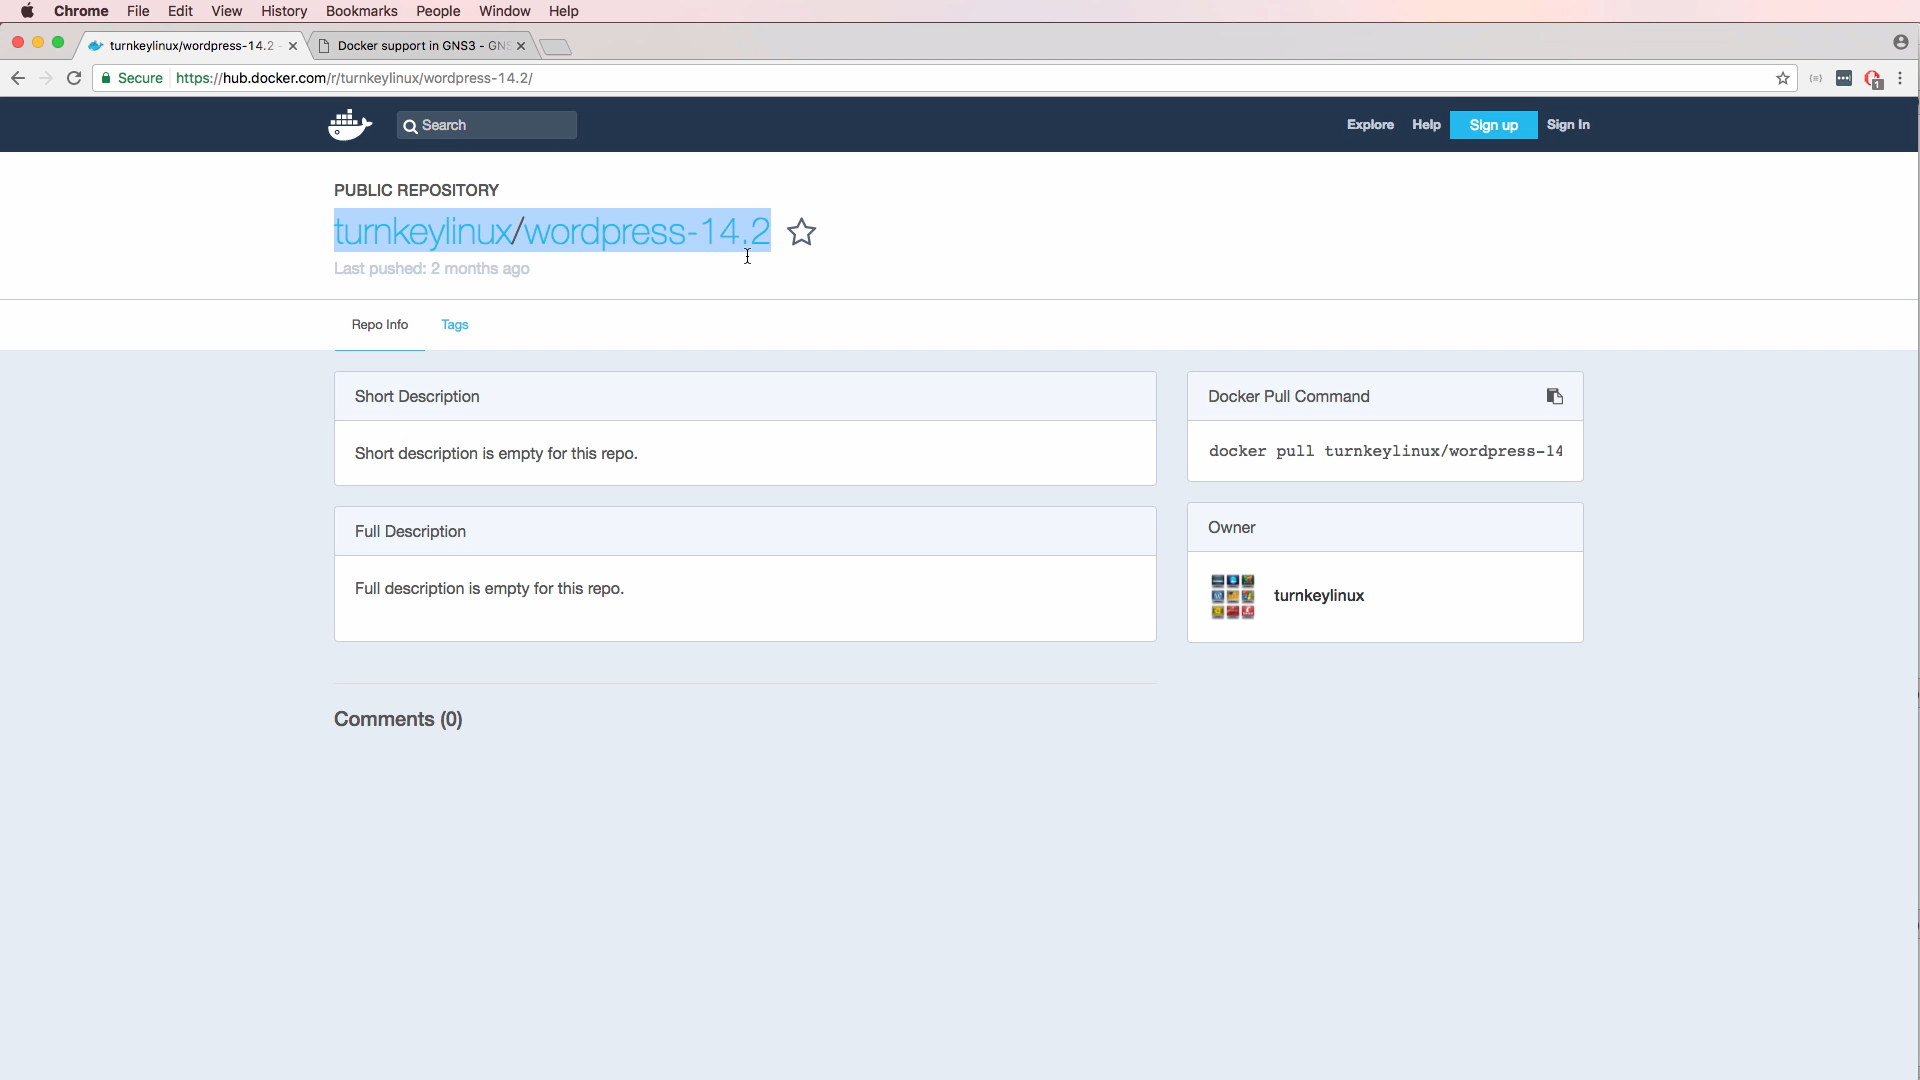 Chrome File Edit View History Bookmarks People Window Help
turnkeylinux/wordpress-14.2 - Docker support in GNS3 - GNS
Secure https://hub.docker.com/r/turnkeylinux/wordpress-14.2/
Search Explore Help Sign up Sign In
PUBLIC REPOSITORY
turnkeylinux/wordpress-14.2
Last pushed: 2 months ago
Repo Info Tags
Short Description
Short description is empty for this repo.
Full Description
Full description is empty for this repo.
Docker Pull Command
docker pull turnkeylinux/wordpress-14
Owner
turnkeylinux
Comments (0)